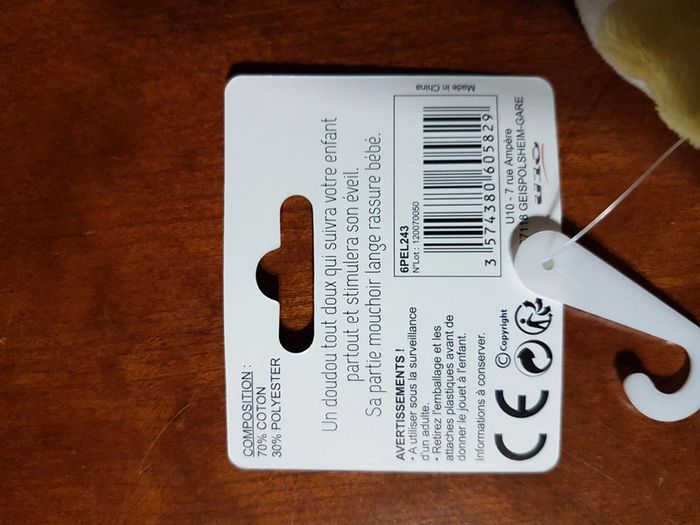 COMPOSITION :
70% COTON
30% POLYESTER
Un doudou tout doux qui suivra votre enfant
partout et stimulera son éveil.
Sa partie mouchoir lange rassure bébé.
AVERTISSEMENTS !
• A utiliser sous la surveillance
d'un adulte.
• Retirez l'emballage et les
attaches plastiques avant de
donner le jouet à l'enfant.
Informations à conserver.
© Copyright
CE
6PEL243
N°Lot : 120070050
3 574380 605829
Made in China
U10 - 7 rue Ampère
7118 GEISPOLSHEIM-GARE